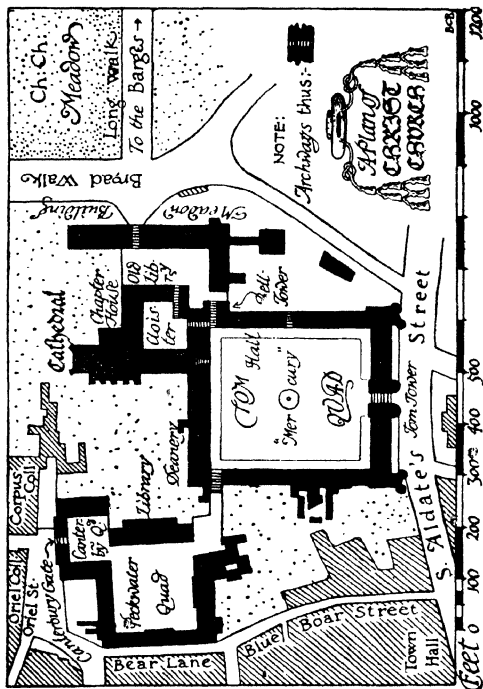 Ch. Ch.
Meadow
Long Walk
To the Barges →
Broad Walk
BCB
NOTE:
Archways thus:-
A Plan of
CHRIST
CHURCH
Meadow
Building
Cathedral
Chapter
House
Old
Lib'ry
Clois-
ter
Bell
Tower
Hall
TOM
"Mer cury"
QUAD
Tom Tower
S. Aldate's Street
Deanery
Library
Canter-
by Qd
Peckwater
Quad
Canterbury Gate
Corpus
Coll
Oriel Coll
Oriel St.
Bear Lane
Blue Boar Street
Town
Hall
Feet 0 100 200 300 400 500 1000 1200